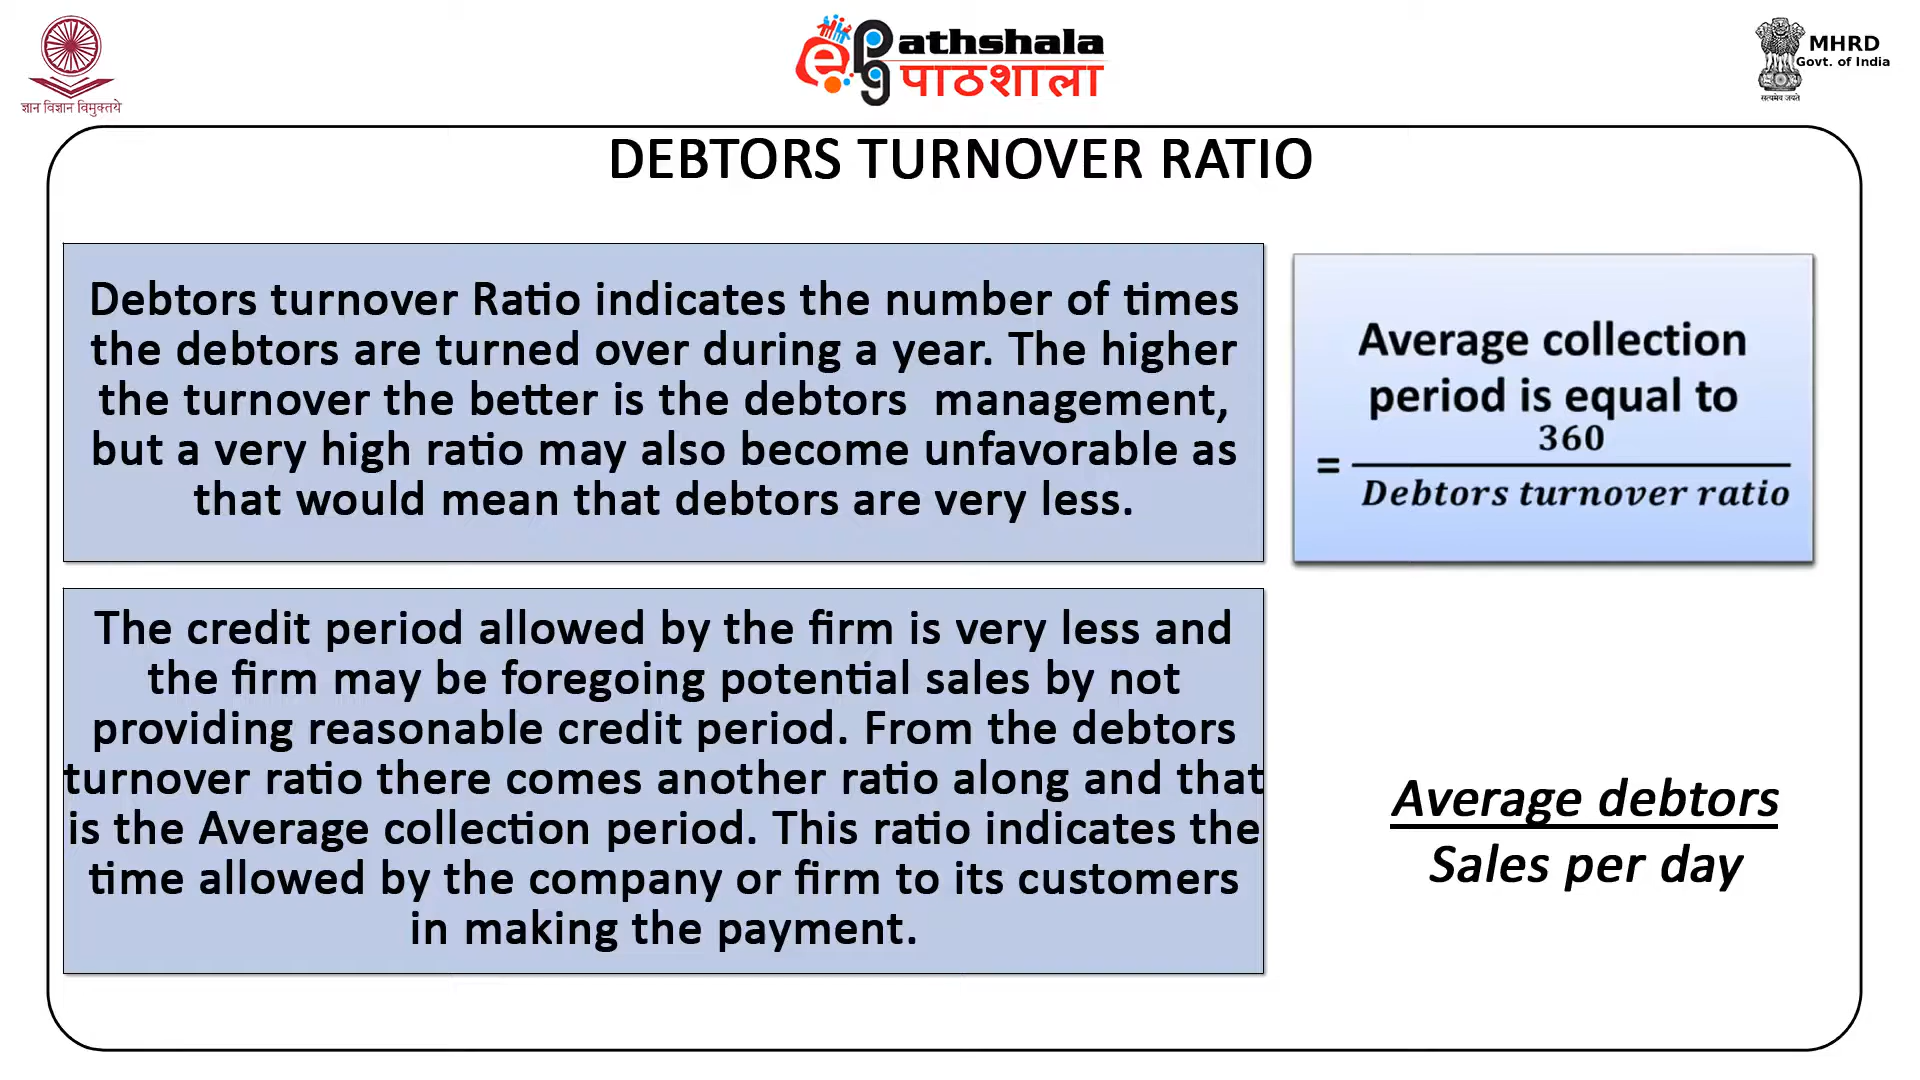 ज्ञान विज्ञान विमुक्तये
e
pg
athshala
पाठशाला
MHRD
Govt. of India
सत्यमेव जयते
DEBTORS TURNOVER RATIO
Debtors turnover Ratio indicates the number of times
the debtors are turned over during a year. The higher
the turnover the better is the debtors  management,
but a very high ratio may also become unfavorable as
that would mean that debtors are very less.
Average collection
period is equal to
360
=
Debtors turnover ratio
The credit period allowed by the firm is very less and
the firm may be foregoing potential sales by not
providing reasonable credit period. From the debtors
turnover ratio there comes another ratio along and that
is the Average collection period. This ratio indicates the
time allowed by the company or firm to its customers
in making the payment.
Average debtors
Sales per day